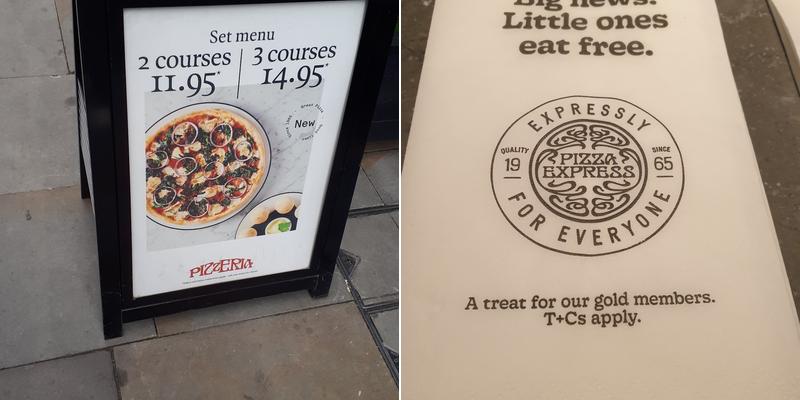 Set menu
2 courses
11.95*
3 courses
14.95*
New
PIZZERIA
Big news.
Little ones
eat free.
EXPRESSLY
QUALITY
SINCE
19
65
PIZZA
EXPRESS
FOR EVERYONE
A treat for our gold members.
T+Cs apply.